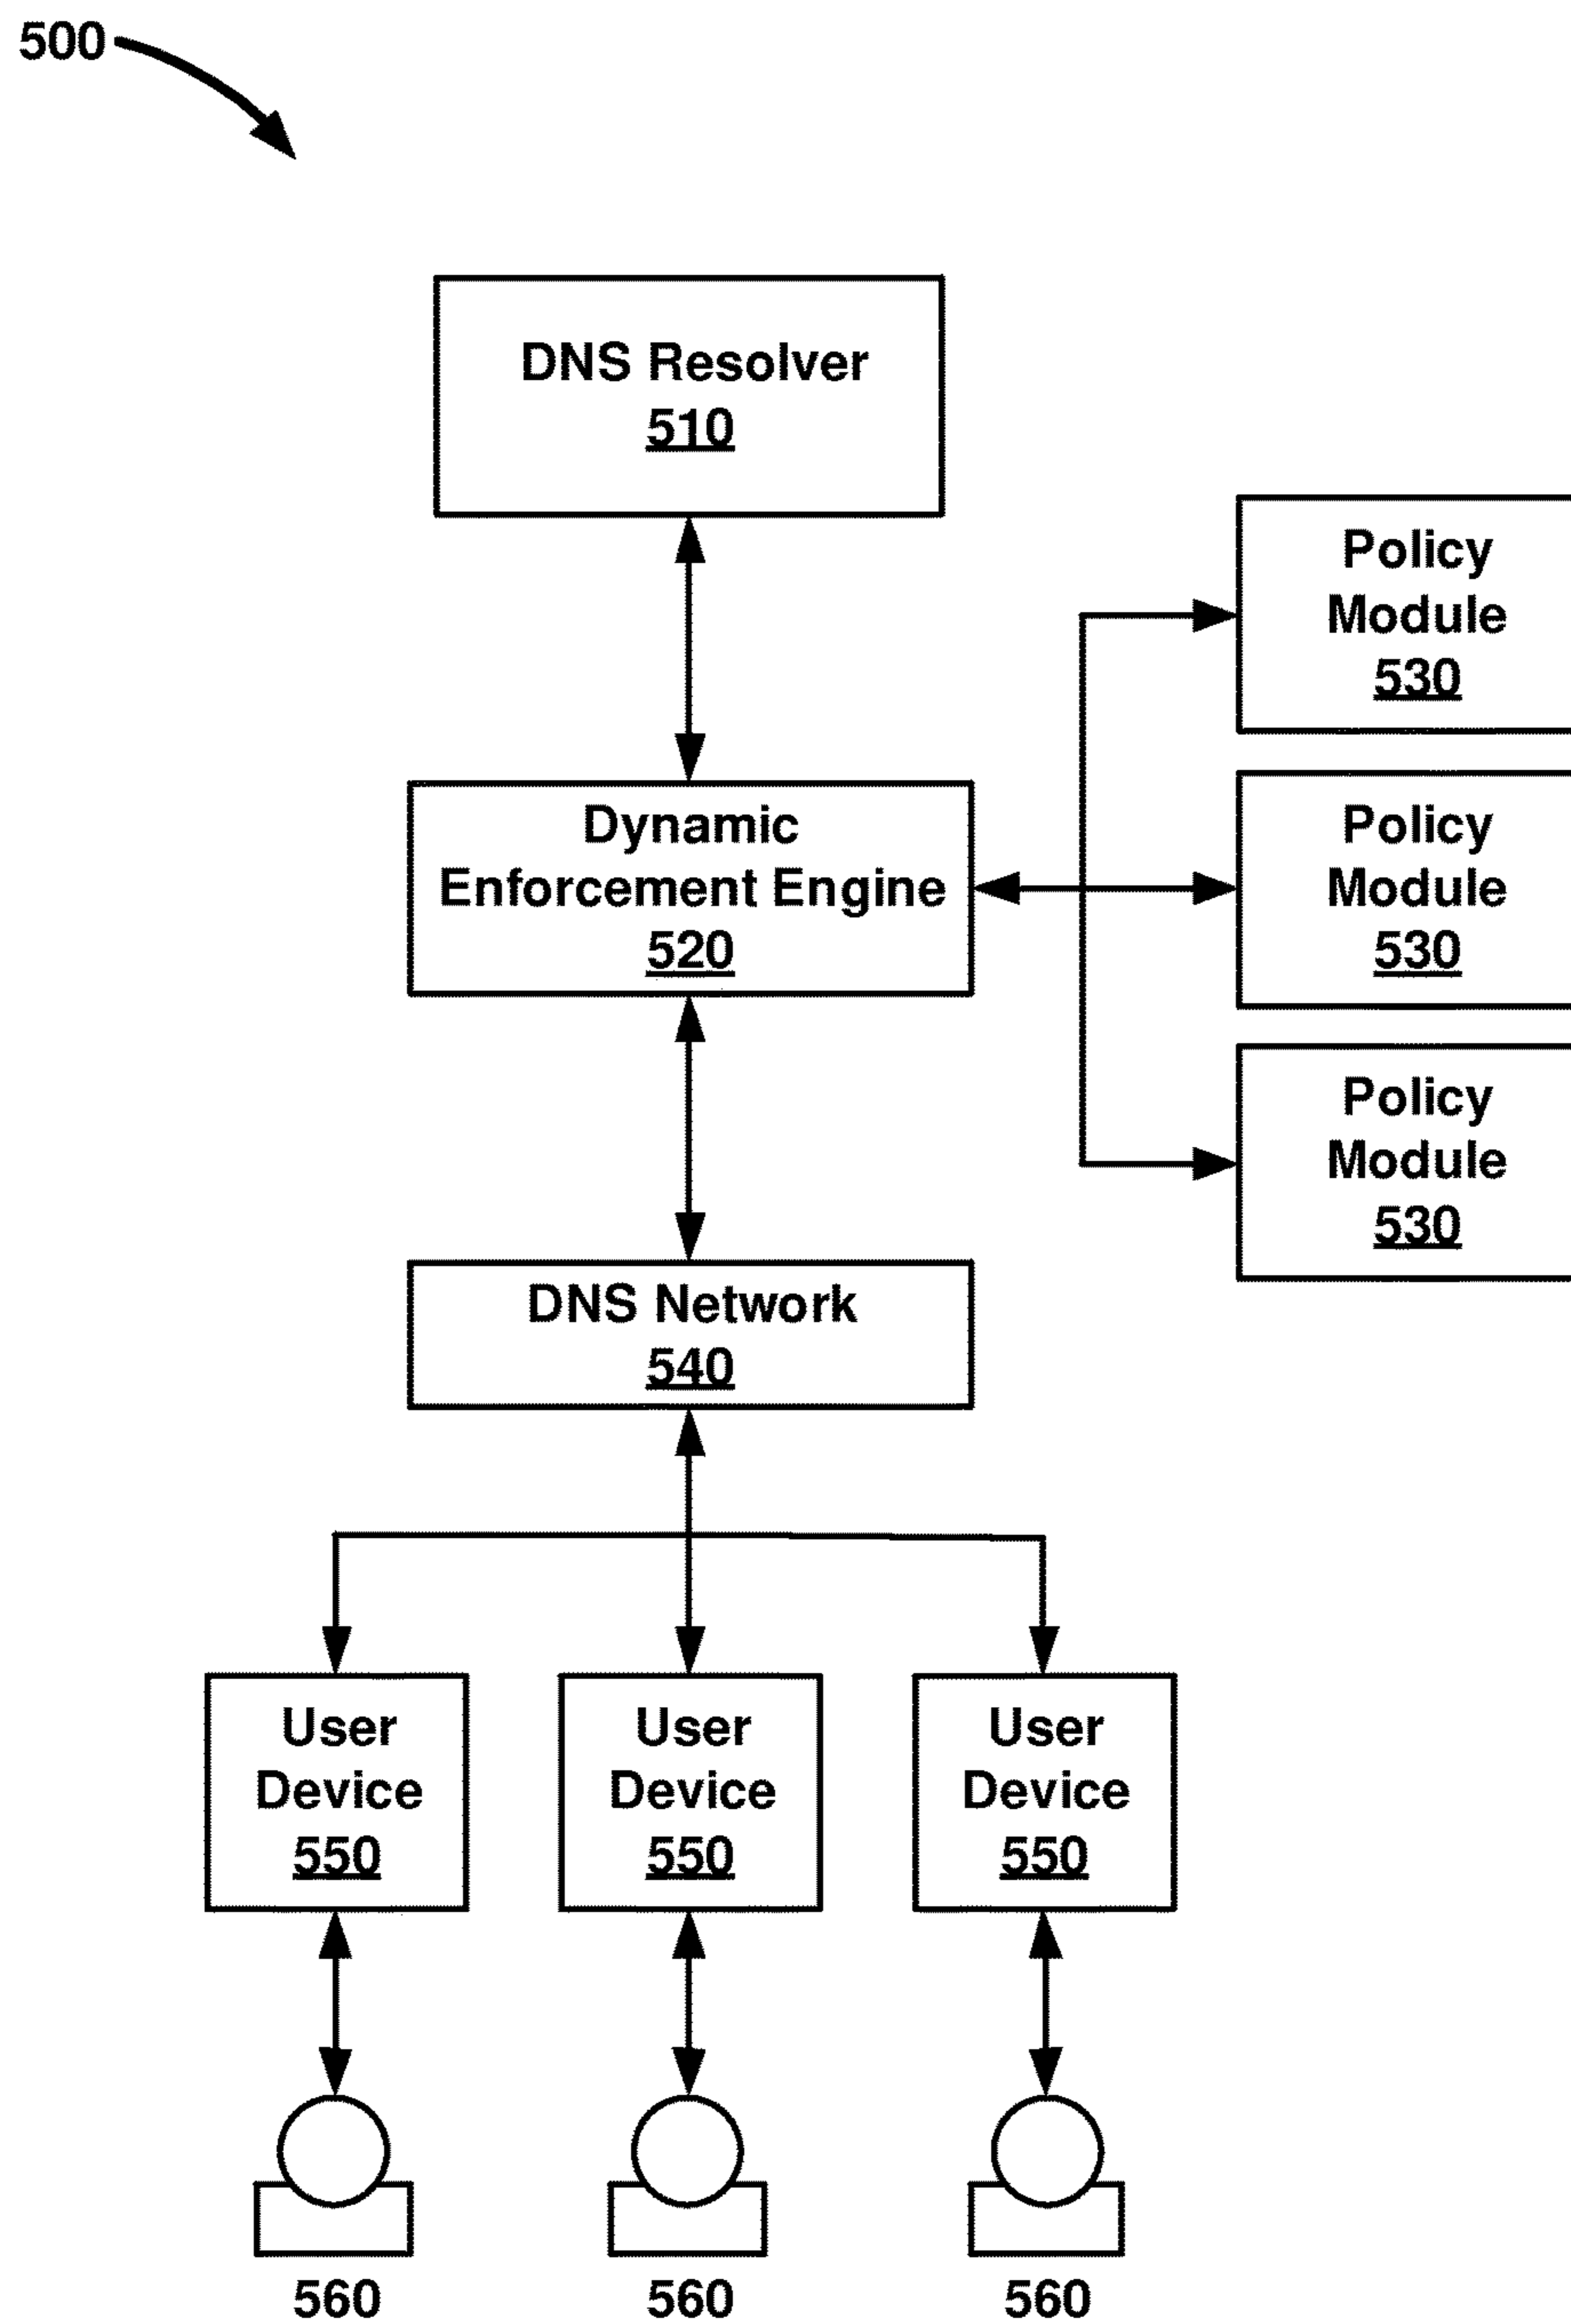 500
DNS Resolver
510
Policy
Module
530
Dynamic
Enforcement Engine
520
Policy
Module
530
Policy
Module
530
DNS Network
540
User
Device
550
User
Device
550
User
Device
550
560
560
560